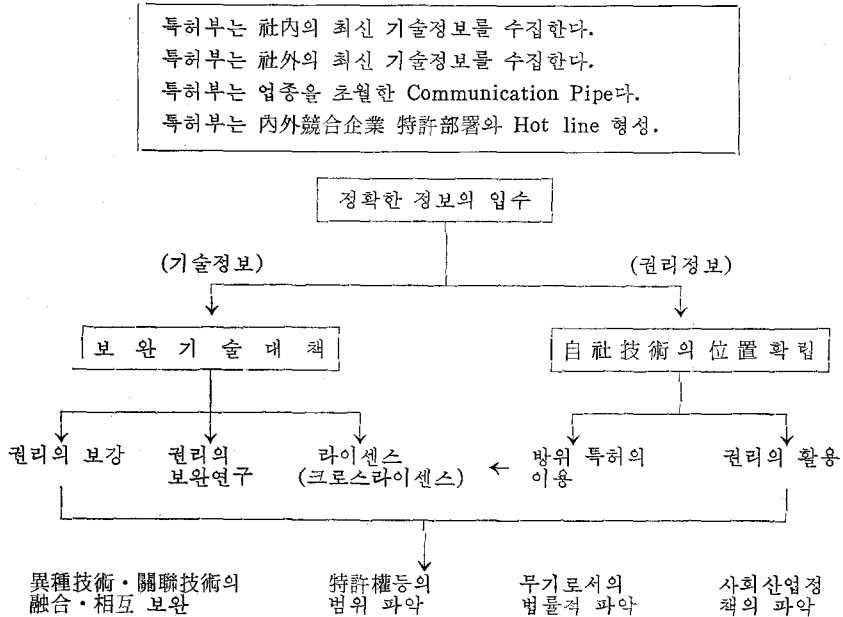 특허부는 社內의 최신 기술정보를 수집한다.
특허부는 社外의 최신 기술정보를 수집한다.
특허부는 업종을 초월한 Communication Pipe다.
특허부는 內外競合企業 特許部署와 Hot line 형성.
정확한 정보의 입수
(기술정보)
(권리정보)
보 완 기 술 대 책
自社技術의 位置확립
권리의 보강
권리의
보완연구
라이센스
(크로스라이센스)
←
방위 특허의
이용
권리의 활용
異種技術・關聯技術의
融合・相互 보완
特許權등의
범위 파악
무기로서의
법률적 파악
사회산업정
책의 파악